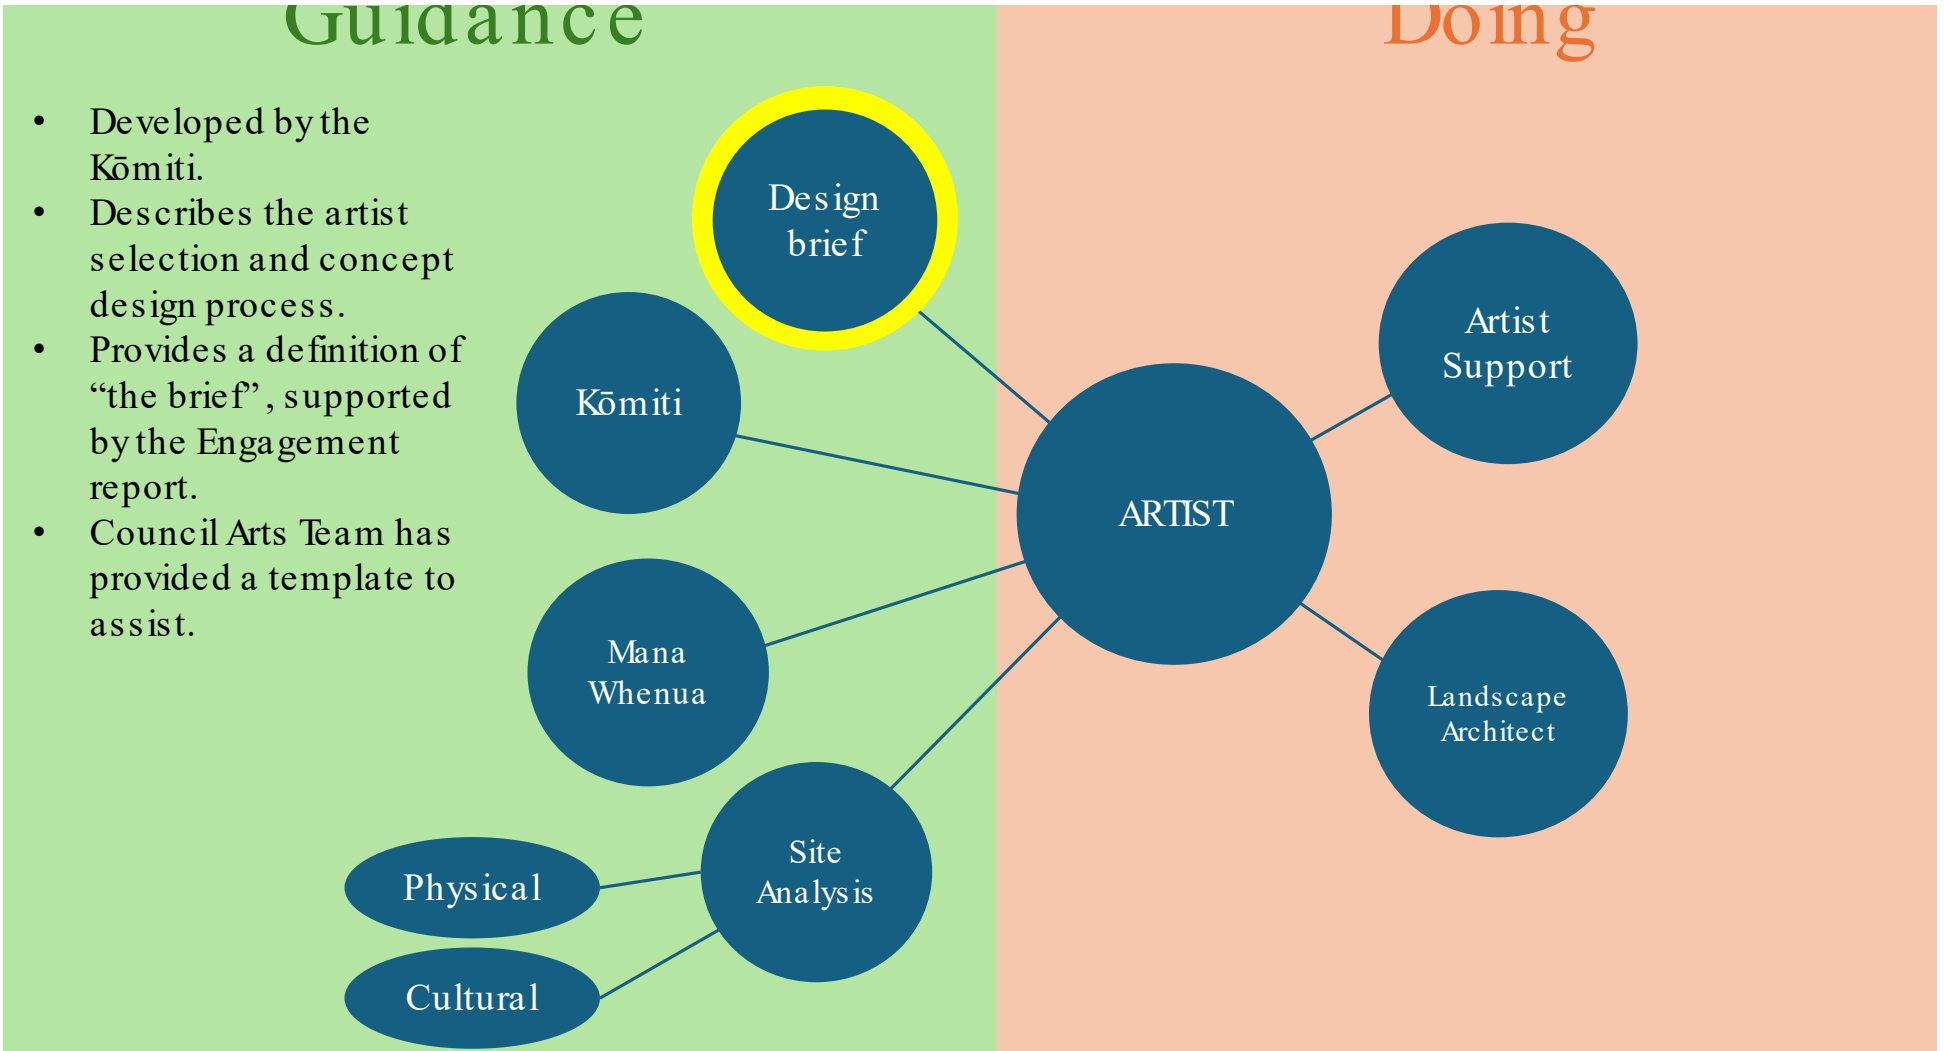 Guidance
Doing
• Developed by the
Kōmiti.
• Describes the artist
selection and concept
design process.
• Provides a definition of
“the brief”, supported
by the Engagement
report.
• Council Arts Team has
provided a template to
assist.
Design
brief
Kōmiti
Mana
Whenua
Site
Analysis
Physical
Cultural
ARTIST
Artist
Support
Landscape
Architect